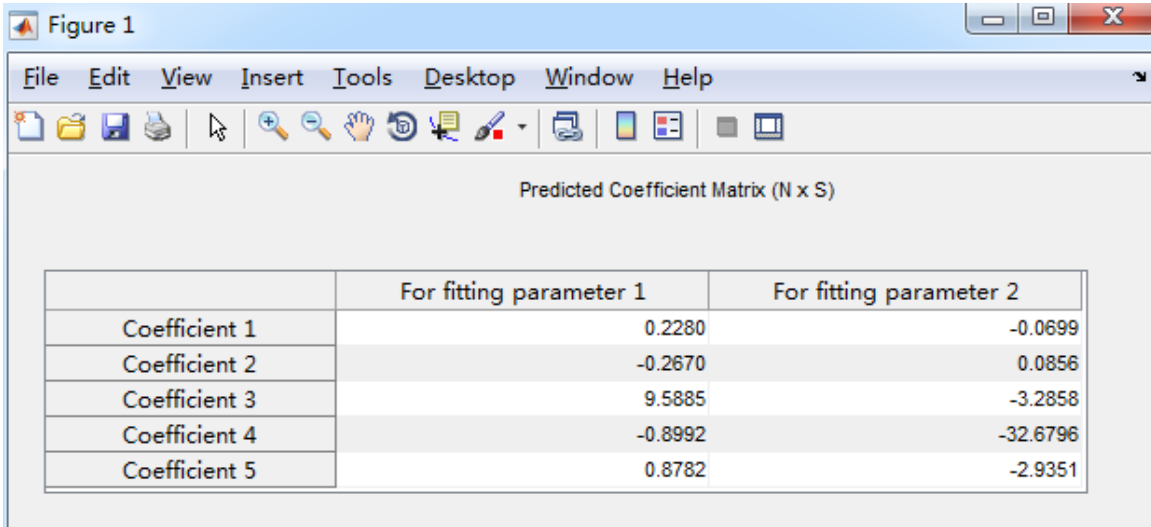 Figure 1
File Edit View Insert Tools Desktop Window Help
Predicted Coefficient Matrix (N x S)
For fitting parameter 1 For fitting parameter 2
Coefficient 1 0.2280 -0.0699
Coefficient 2 -0.2670 0.0856
Coefficient 3 9.5885 -3.2858
Coefficient 4 -0.8992 -32.6796
Coefficient 5 0.8782 -2.9351